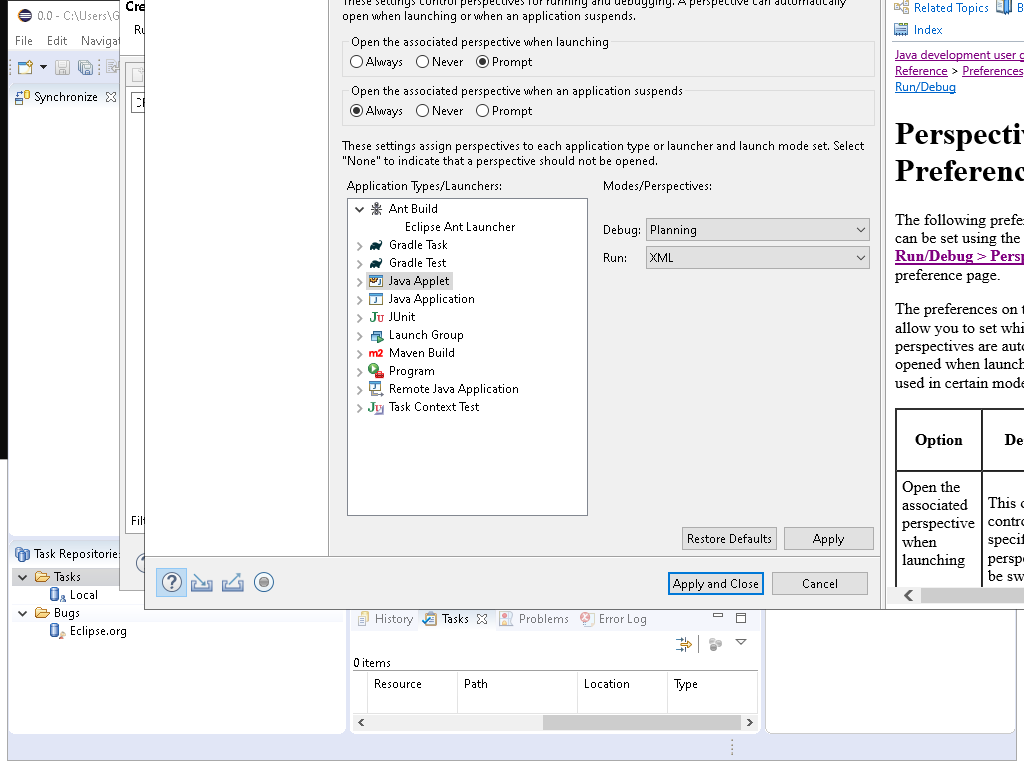 0.0 - C:\Users\G
File Edit Naviga
Synchronize
Cre
Ru
These settings control perspectives for running and debugging. A perspective can automatically
open when launching or when an application suspends.
Open the associated perspective when launching
Always Never Prompt
Open the associated perspective when an application suspends
Always Never Prompt
These settings assign perspectives to each application type or launcher and launch mode set. Select
"None" to indicate that a perspective should not be opened.
Application Types/Launchers:
Modes/Perspectives:
Ant Build
Eclipse Ant Launcher
Gradle Task
Gradle Test
Java Applet
Java Application
JUnit
Launch Group
Maven Build
Program
Remote Java Application
Task Context Test
Debug: Planning
Run: XML
Restore Defaults Apply
Apply and Close Cancel
Related Topics B
Index
Java development user g
Reference > Preferences
Run/Debug
Perspectiv
Preferenc
The following prefer
can be set using the
Run/Debug > Persp
preference page.
The preferences on t
allow you to set whi
perspectives are auto
opened when launch
used in certain mode
Option De
Open the
associated
perspective
when
launching
This c
contro
specif
perspe
be sw
Filt
Task Repositories
Tasks
Local
Bugs
Eclipse.org
History Tasks Problems Error Log
0 items
Resource Path Location Type